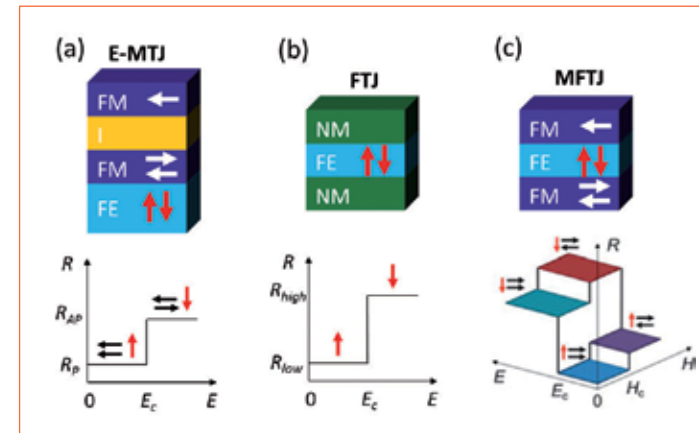 (a)
E-MTJ
FM
I
FM
FE
R
R_AP
R_P
0
E_c
E
(b)
FTJ
NM
FE
NM
R
R_high
R_low
0
E_c
E
(c)
MFTJ
FM
FE
FM
R
E
E_c
0
H_c
H